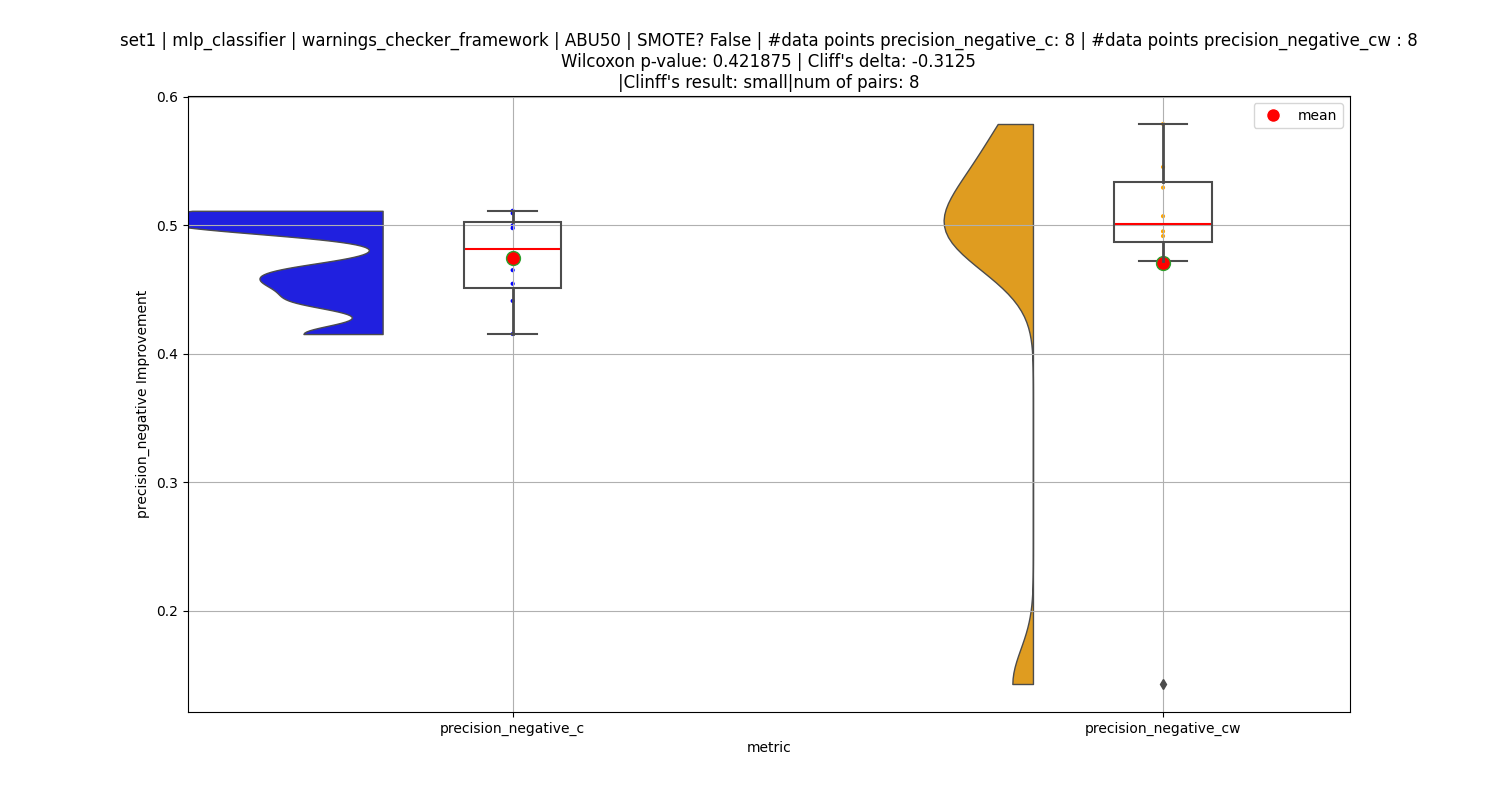 set1 | mlp_classifier | warnings_checker_framework | ABU50 | SMOTE? False | #data points precision_negative_c: 8 | #data points precision_negative_cw : 8
Wilcoxon p-value: 0.421875 | Cliff's delta: -0.3125
|Clinff's result: small|num of pairs: 8
mean
precision_negative Improvement
0.6
0.5
0.4
0.3
0.2
precision_negative_c
precision_negative_cw
metric